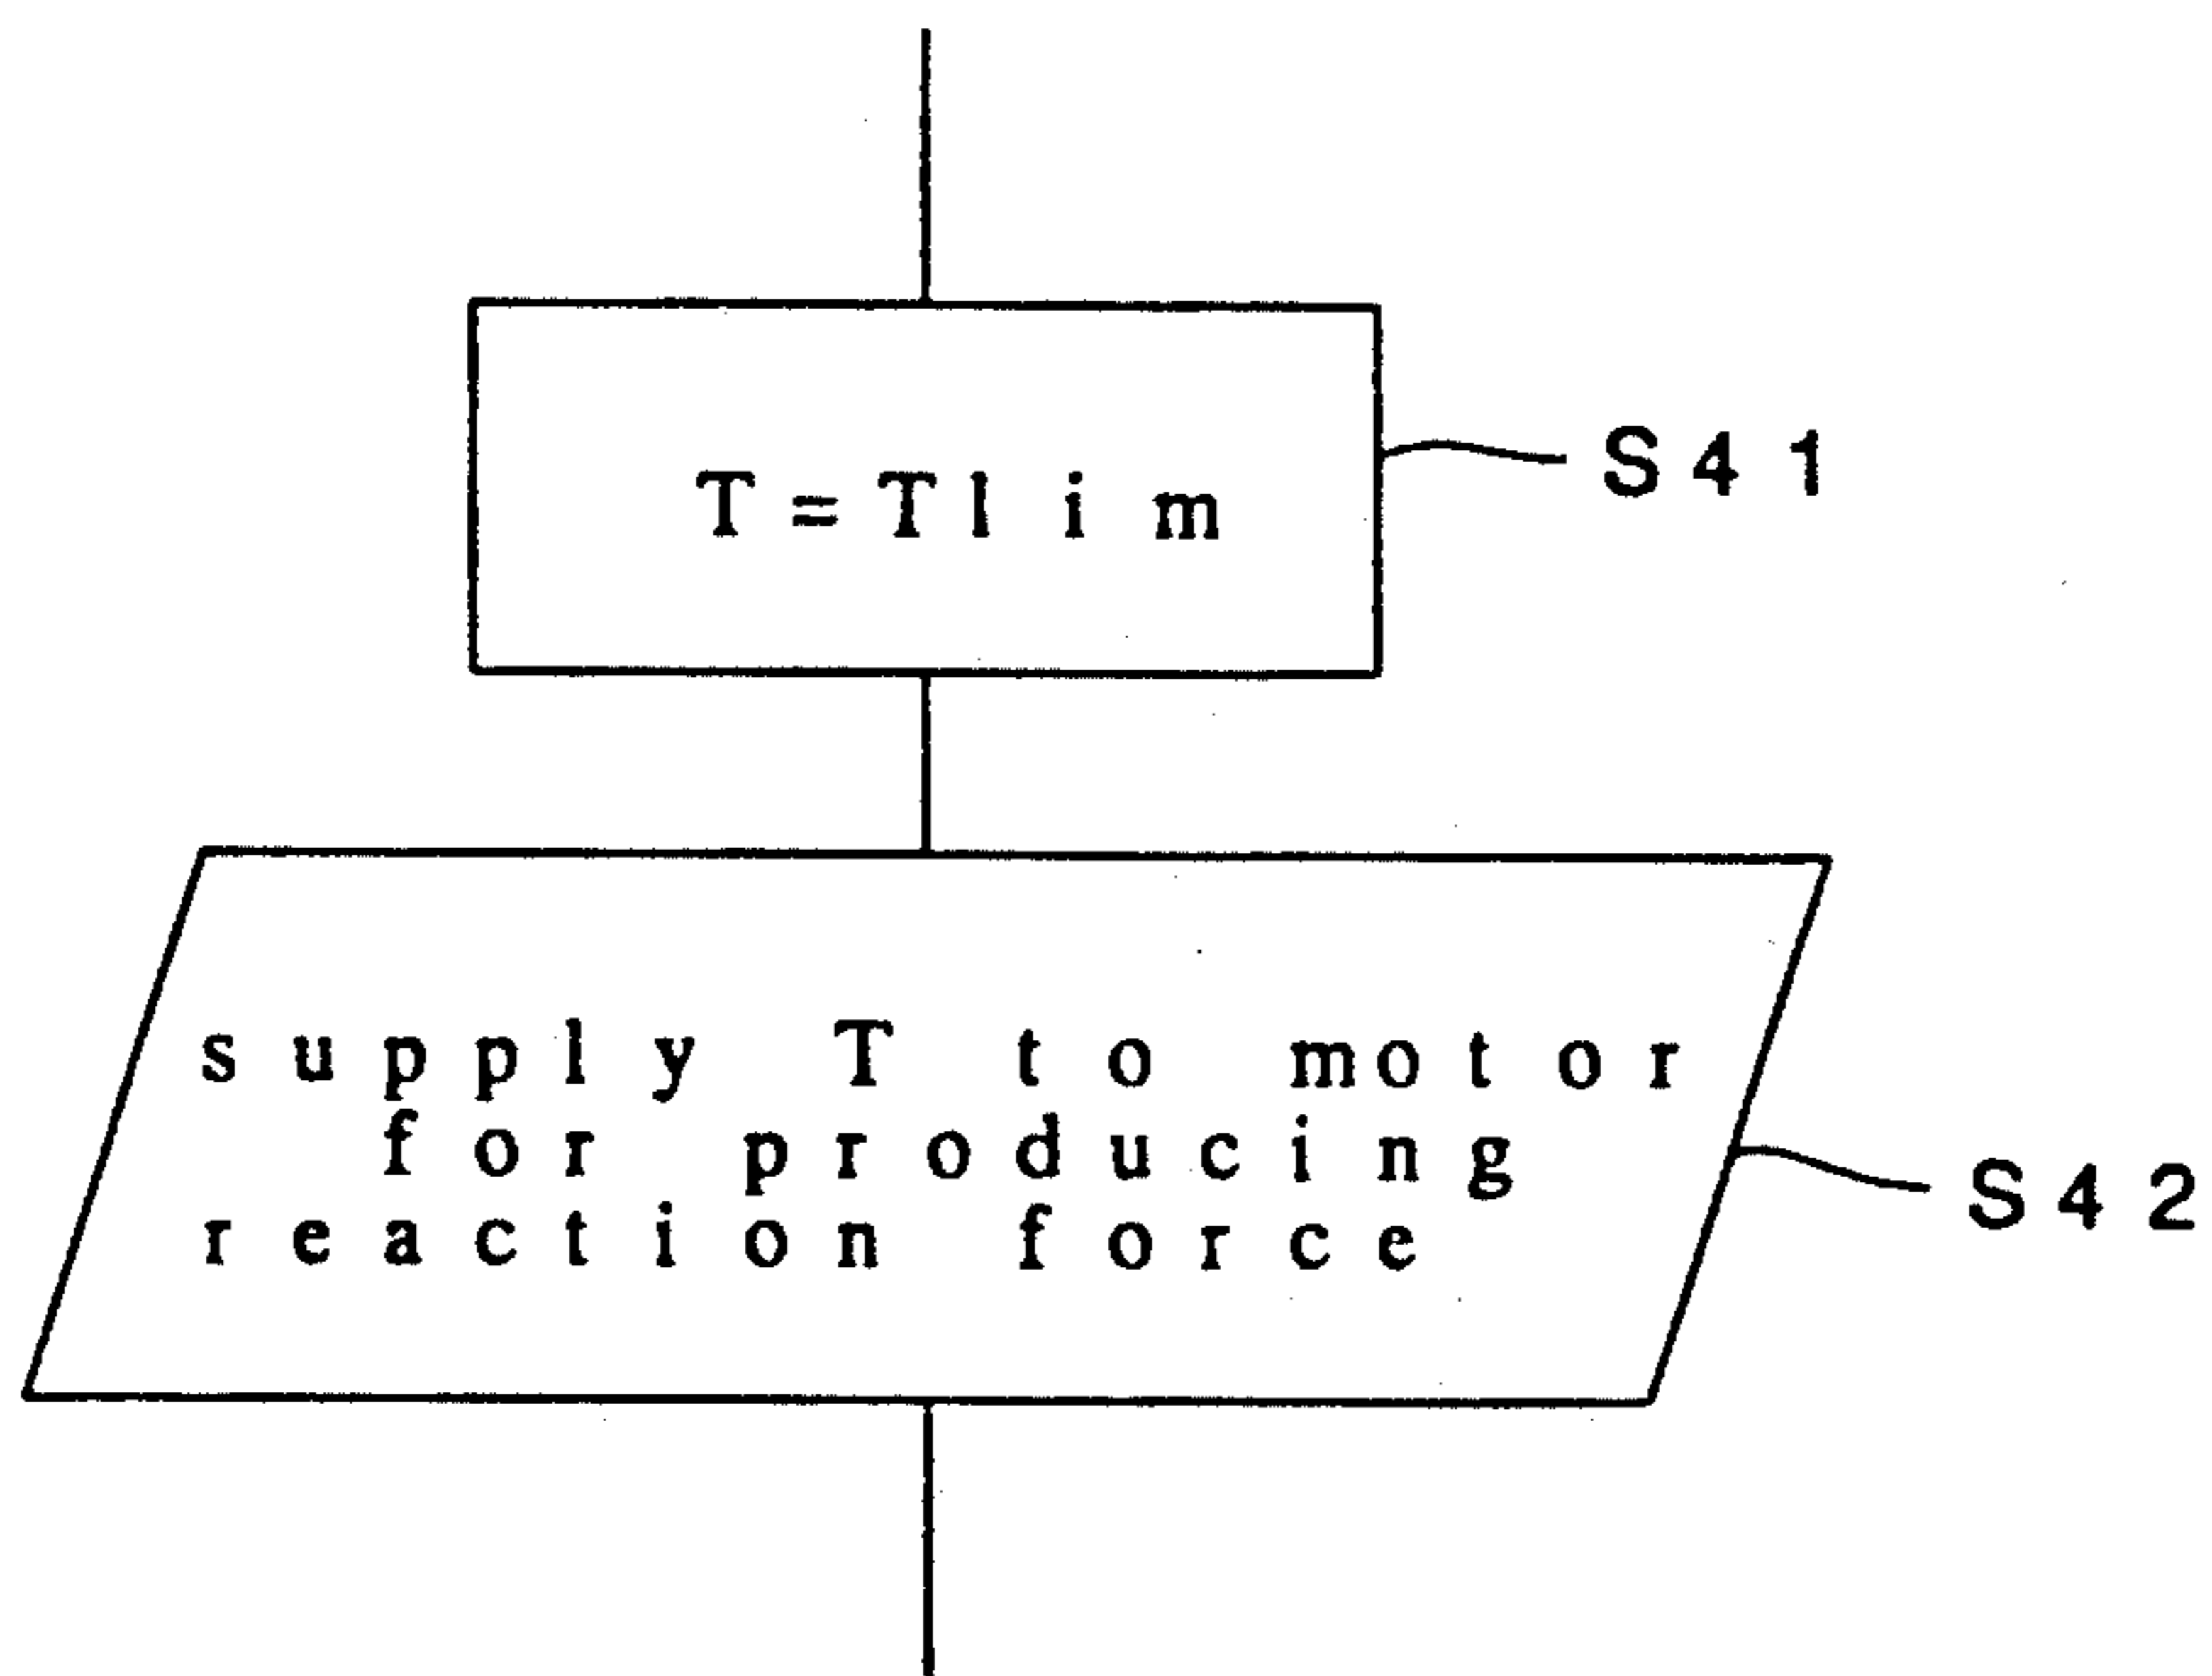 T=Tlim
S41
supply T to motor
for producing
reaction force
S42